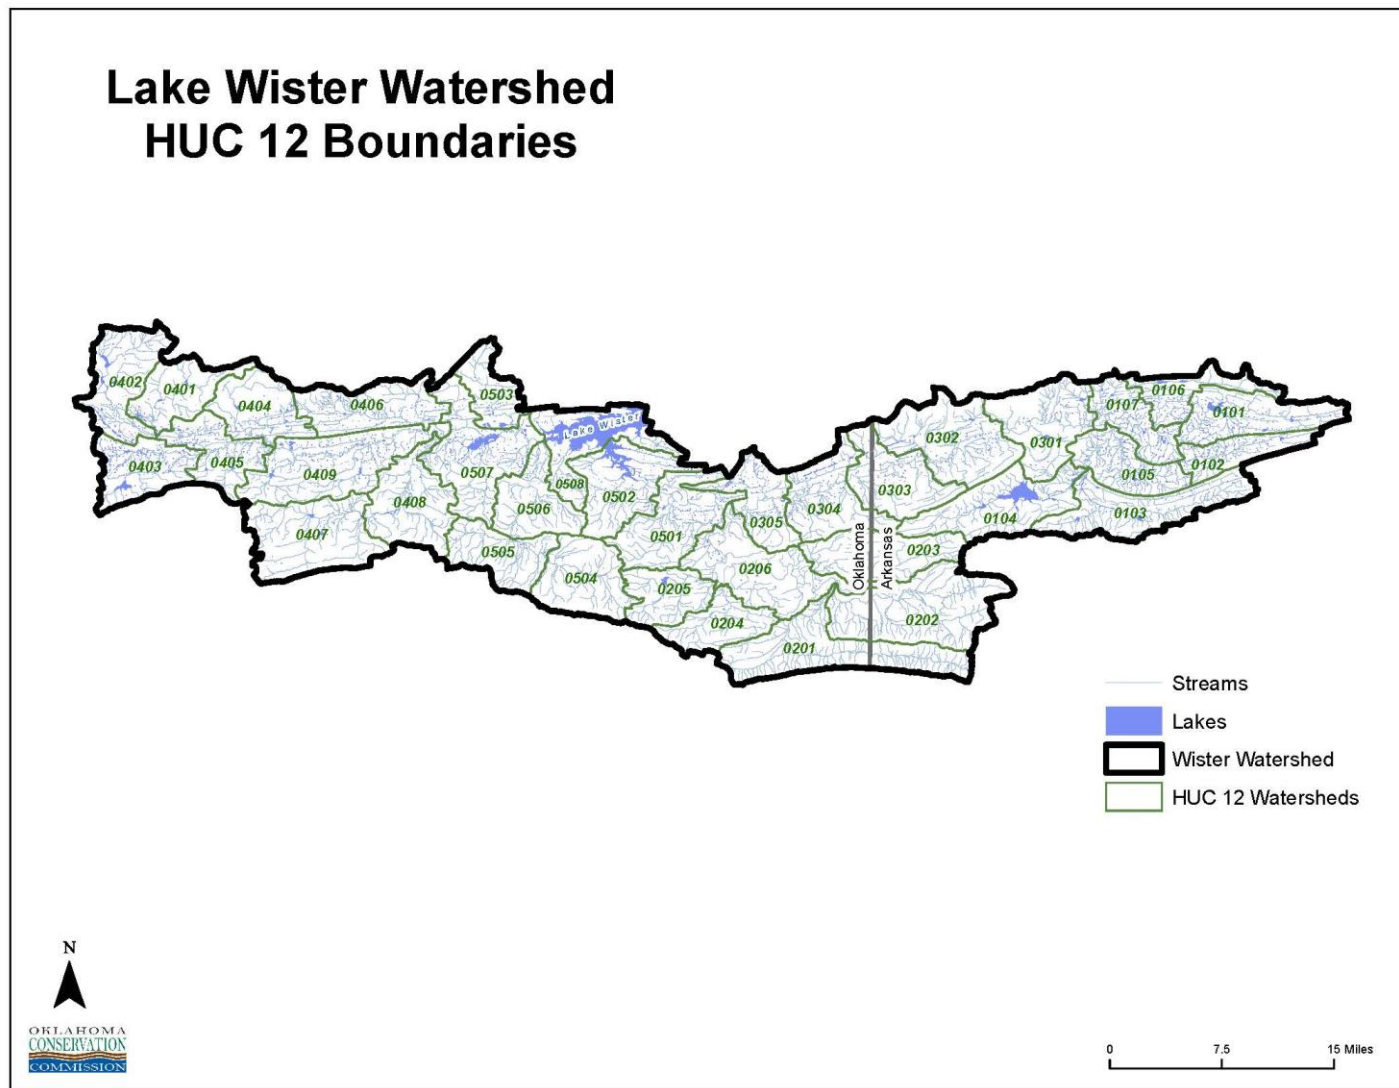 Lake Wister Watershed
HUC 12 Boundaries
0402
0401
0404
0406
0503
Lake Wister
0107
0106
0101
0302
0301
0403
0405
0409
0507
0508
0502
0303
0105
0102
0408
0506
0304
0104
0103
0407
0505
0501
0305
0203
0504
0205
0206
Oklahoma
Arkansas
0204
0202
0201
Streams
Lakes
Wister Watershed
HUC 12 Watersheds
N
OKLAHOMA
CONSERVATION
COMMISSION
0 7.5 15 Miles